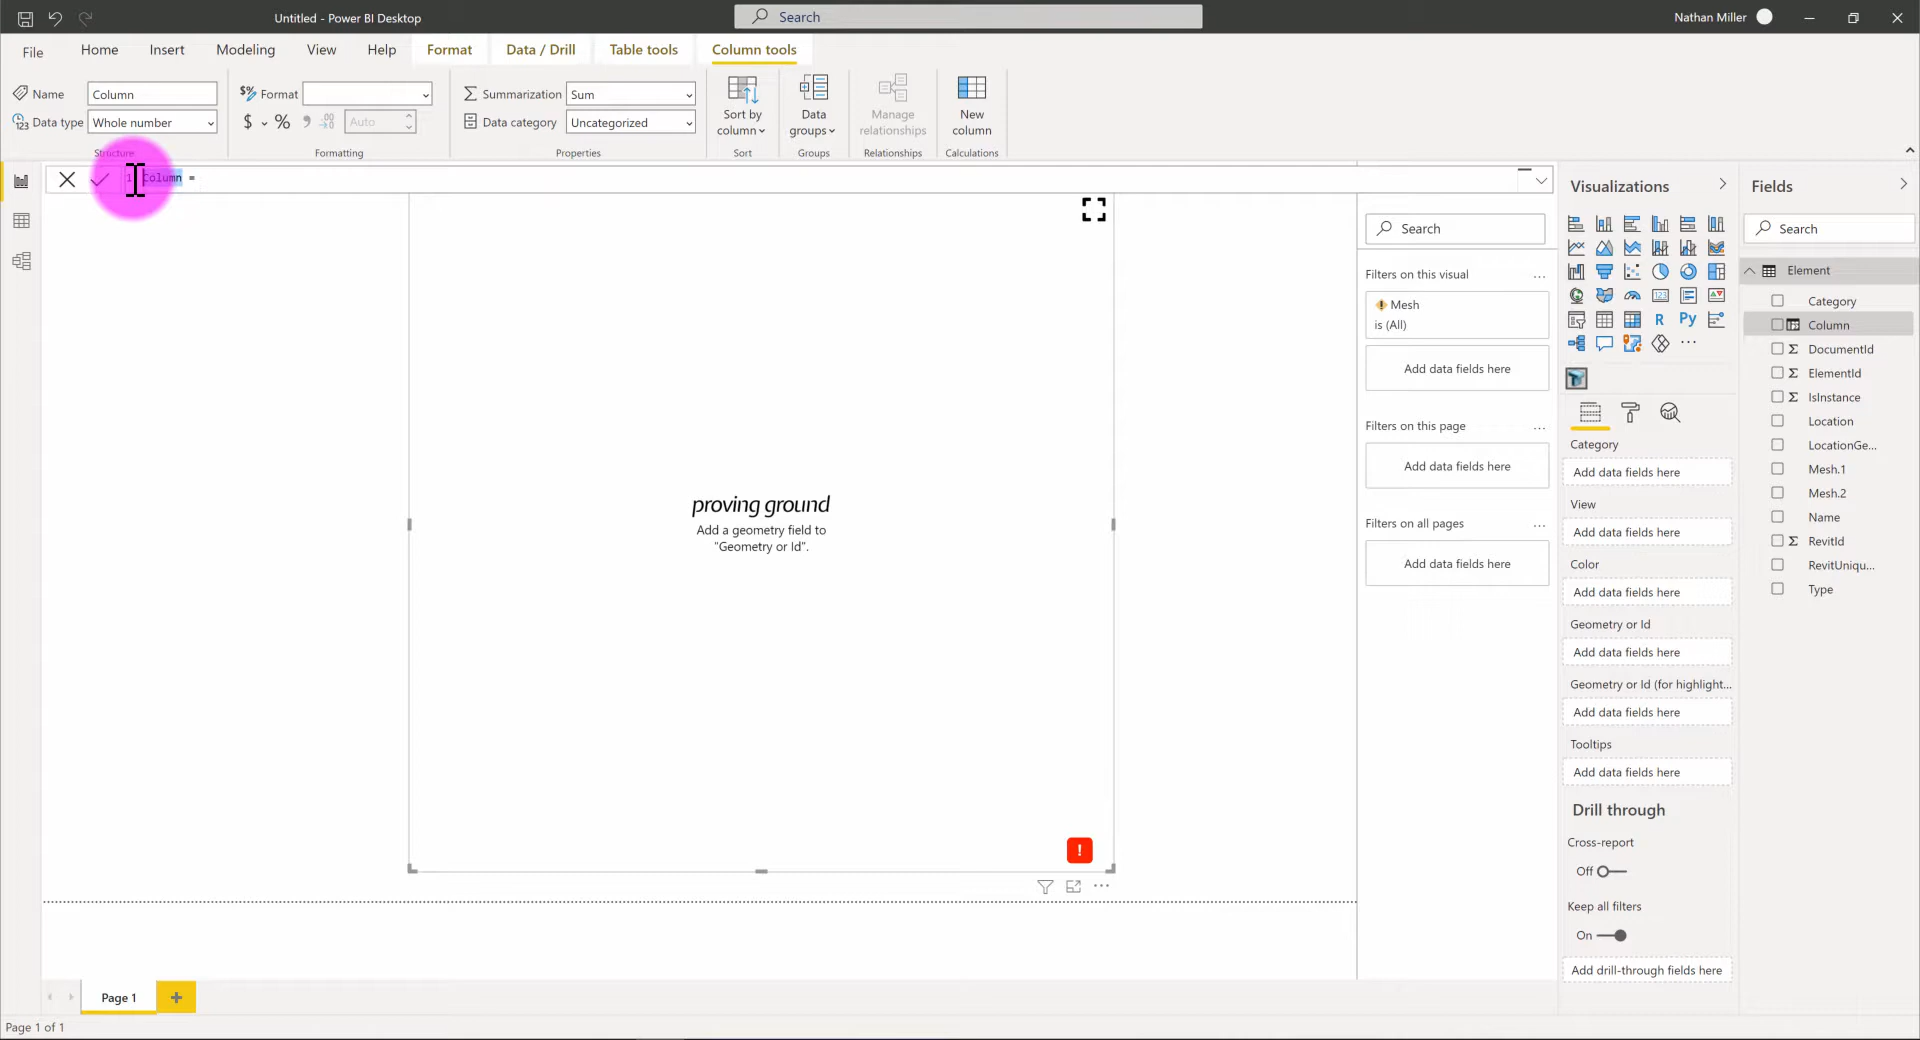 Untitled - Power BI Desktop
Search
Nathan Miller
File
Home
Insert
Modeling
View
Help
Format
Data / Drill
Table tools
Column tools
Name
Column
Data type
Whole number
Structure
Format
$ %
Auto
Formatting
Summarization
Sum
Data category
Uncategorized
Properties
Sort by
column
Sort
Data
groups
Groups
Manage
relationships
Relationships
New
column
Calculations
1 Column =
proving ground
Add a geometry field to
"Geometry or Id".
!
Search
Filters on this visual
...
Mesh
is (All)
Add data fields here
Filters on this page
...
Add data fields here
Filters on all pages
...
Add data fields here
Visualizations
R
Py
...
Category
Add data fields here
View
Add data fields here
Color
Add data fields here
Geometry or Id
Add data fields here
Geometry or Id (for highlight...
Add data fields here
Tooltips
Add data fields here
Drill through
Cross-report
Off
Keep all filters
On
Add drill-through fields here
Fields
Search
Element
Category
Column
DocumentId
ElementId
IsInstance
Location
LocationGe...
Mesh.1
Mesh.2
Name
RevitId
RevitUniqu...
Type
Page 1
Page 1 of 1